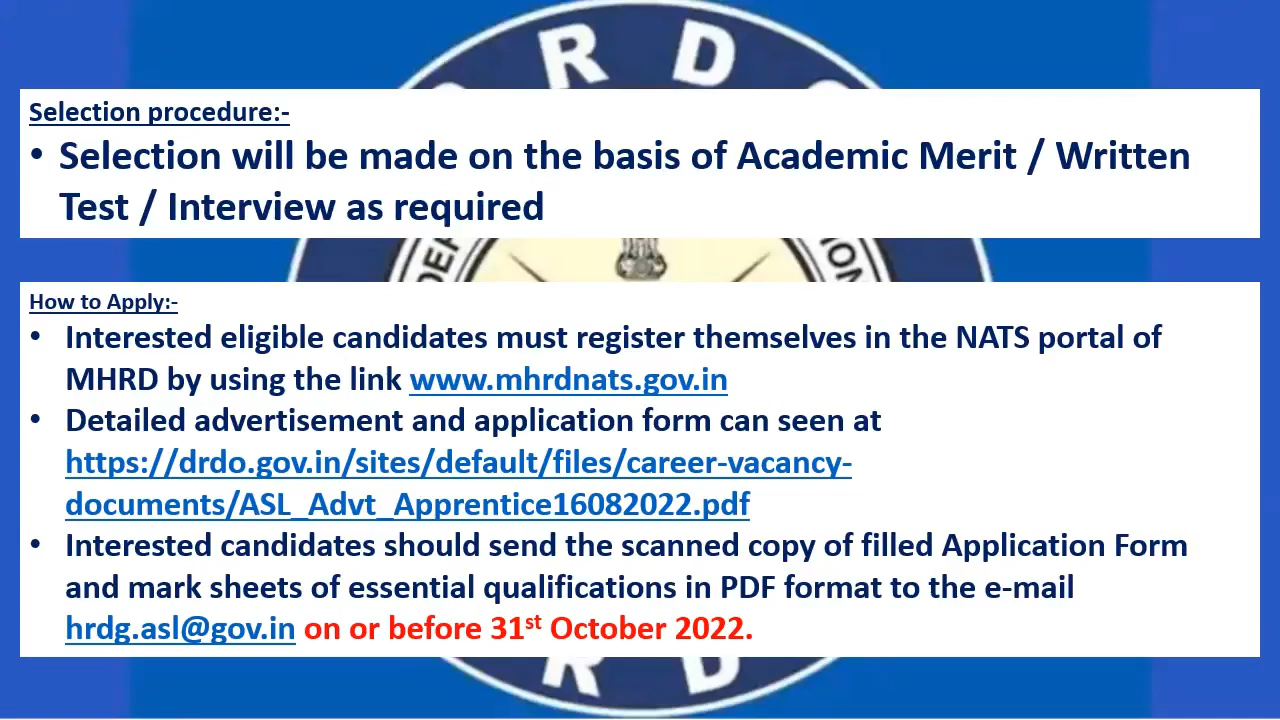 R D
Selection procedure:-
• Selection will be made on the basis of Academic Merit / Written
Test / Interview as required
How to Apply:-
• Interested eligible candidates must register themselves in the NATS portal of
MHRD by using the link www.mhrdnats.gov.in
• Detailed advertisement and application form can seen at
https://drdo.gov.in/sites/default/files/career-vacancy-
documents/ASL_Advt_Apprentice16082022.pdf
• Interested candidates should send the scanned copy of filled Application Form
and mark sheets of essential qualifications in PDF format to the e-mail
hrdg.asl@gov.in on or before 31st October 2022.
R D